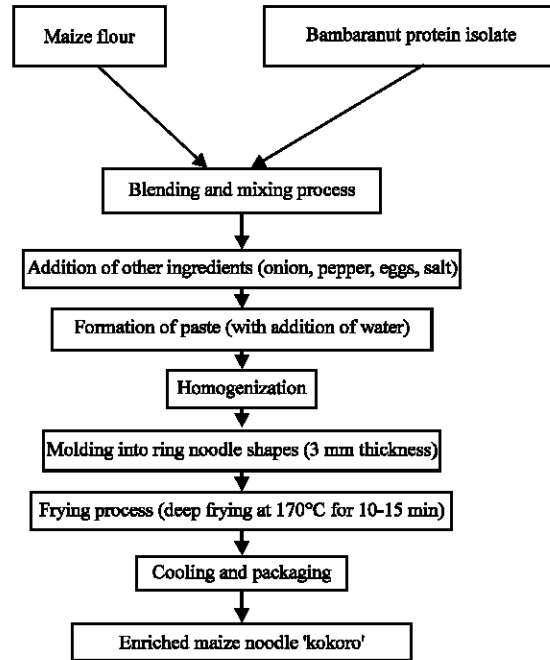 Maize flour
Bambaranut protein isolate
Blending and mixing process
Addition of other ingredients (onion, pepper, eggs, salt)
Formation of paste (with addition of water)
Homogenization
Molding into ring noodle shapes (3 mm thickness)
Frying process (deep frying at 170°C for 10-15 min)
Cooling and packaging
Enriched maize noodle 'kokoro'